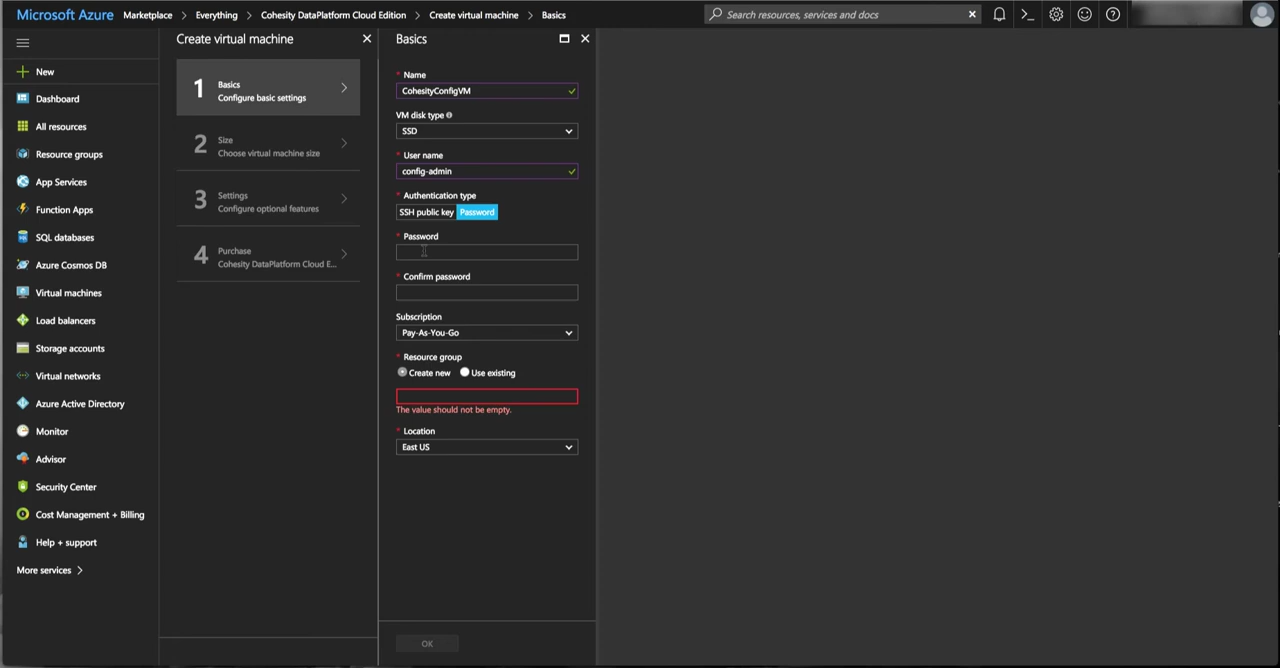 Microsoft Azure Marketplace > Everything > Cohesity DataPlatform Cloud Edition > Create virtual machine > Basics
Search resources, services and docs
New
Dashboard
All resources
Resource groups
App Services
Function Apps
SQL databases
Azure Cosmos DB
Virtual machines
Load balancers
Storage accounts
Virtual networks
Azure Active Directory
Monitor
Advisor
Security Center
Cost Management + Billing
Help + support
More services >
Create virtual machine
1
Basics
Configure basic settings
2
Size
Choose virtual machine size
3
Settings
Configure optional features
4
Purchase
Cohesity DataPlatform Cloud E...
Basics
* Name
CohesityConfigVM
VM disk type
SSD
* User name
config-admin
* Authentication type
SSH public key Password
* Password
* Confirm password
Subscription
Pay-As-You-Go
* Resource group
Create new Use existing
The value should not be empty.
* Location
East US
OK